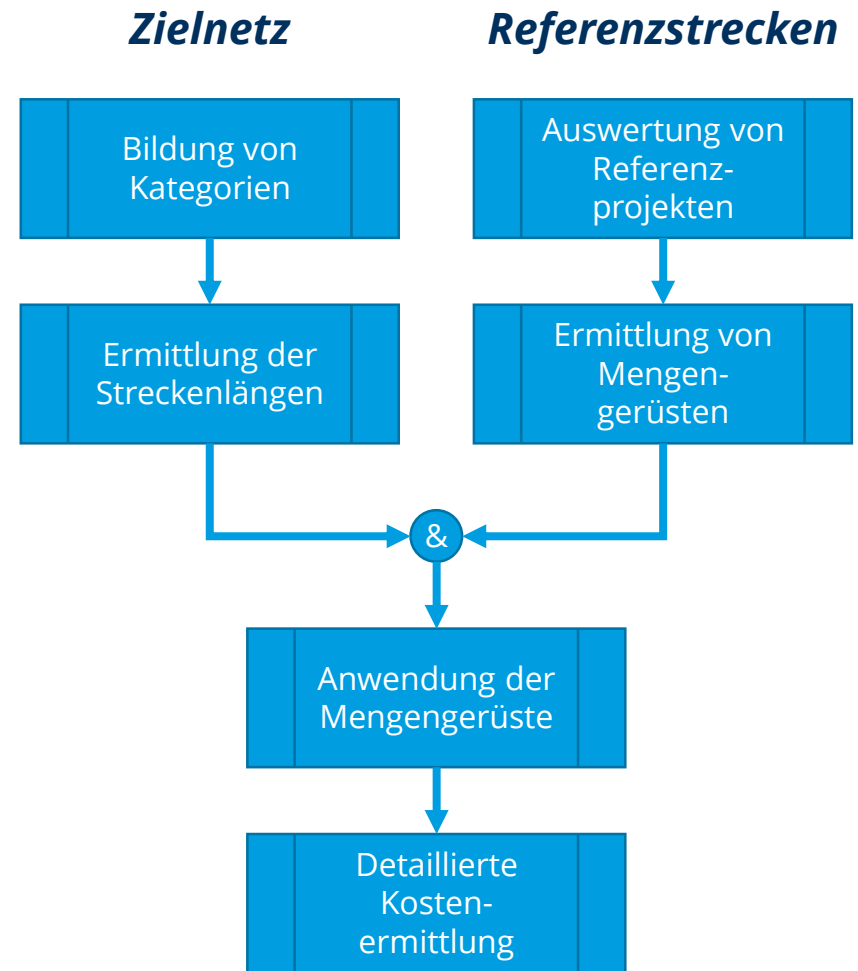 Zielnetz
Referenzstrecken
Bildung von
Kategorien
Auswertung von
Referenz-
projekten
Ermittlung der
Streckenlängen
Ermittlung von
Mengen-
gerüsten
&
Anwendung der
Mengengerüste
Detaillierte
Kosten-
ermittlung